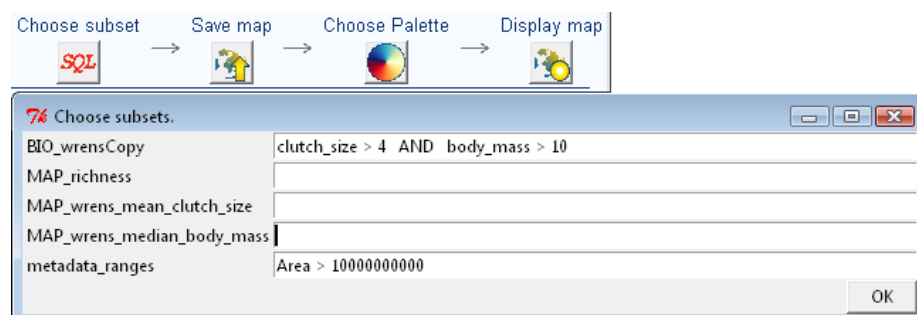 Choose subset → Save map → Choose Palette → Display map
SQL
Choose subsets.
BIO_wrensCopy clutch_size > 4 AND body_mass > 10
MAP_richness
MAP_wrens_mean_clutch_size
MAP_wrens_median_body_mass
metadata_ranges Area > 10000000000
OK